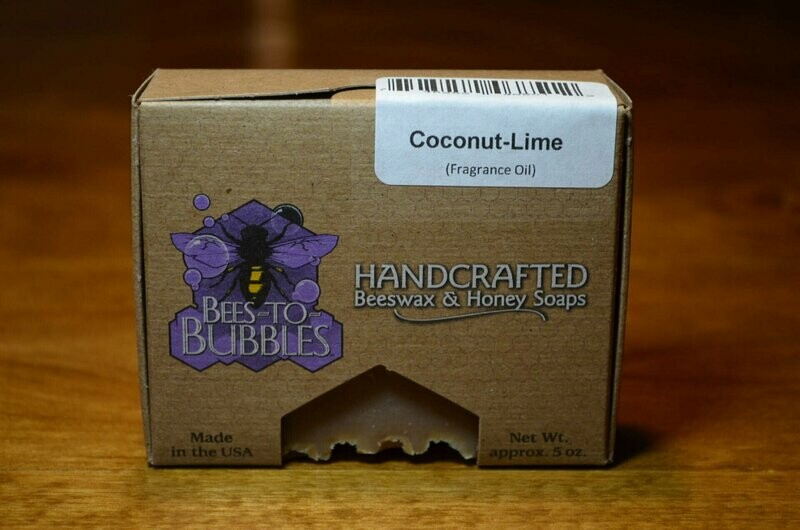 Coconut-Lime
(Fragrance Oil)
BEES-TO-
BUBBLES
HANDCRAFTED
Beeswax & Honey Soaps
Made
in the USA
Net Wt.
approx. 5 oz.